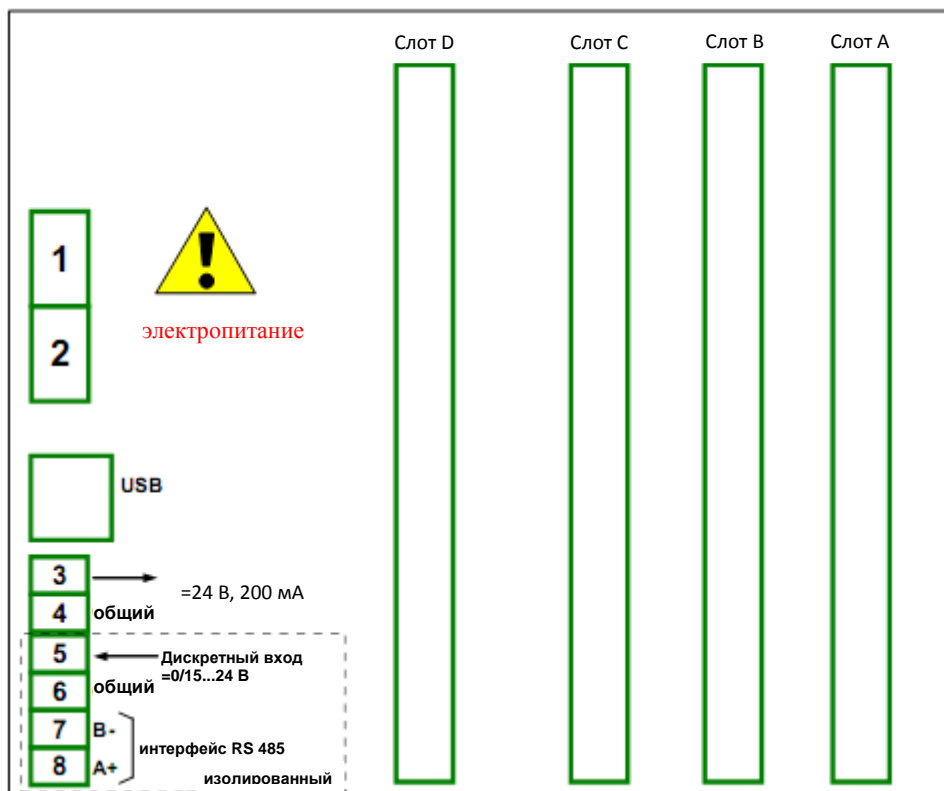 Слот D
Слот C
Слот B
Слот A
1
2
электропитание
USB
3
=24 В, 200 мА
4 общий
5 Дискретный вход
=0/15...24 В
6 общий
7 B-
интерфейс RS 485
8 A+
изолированный